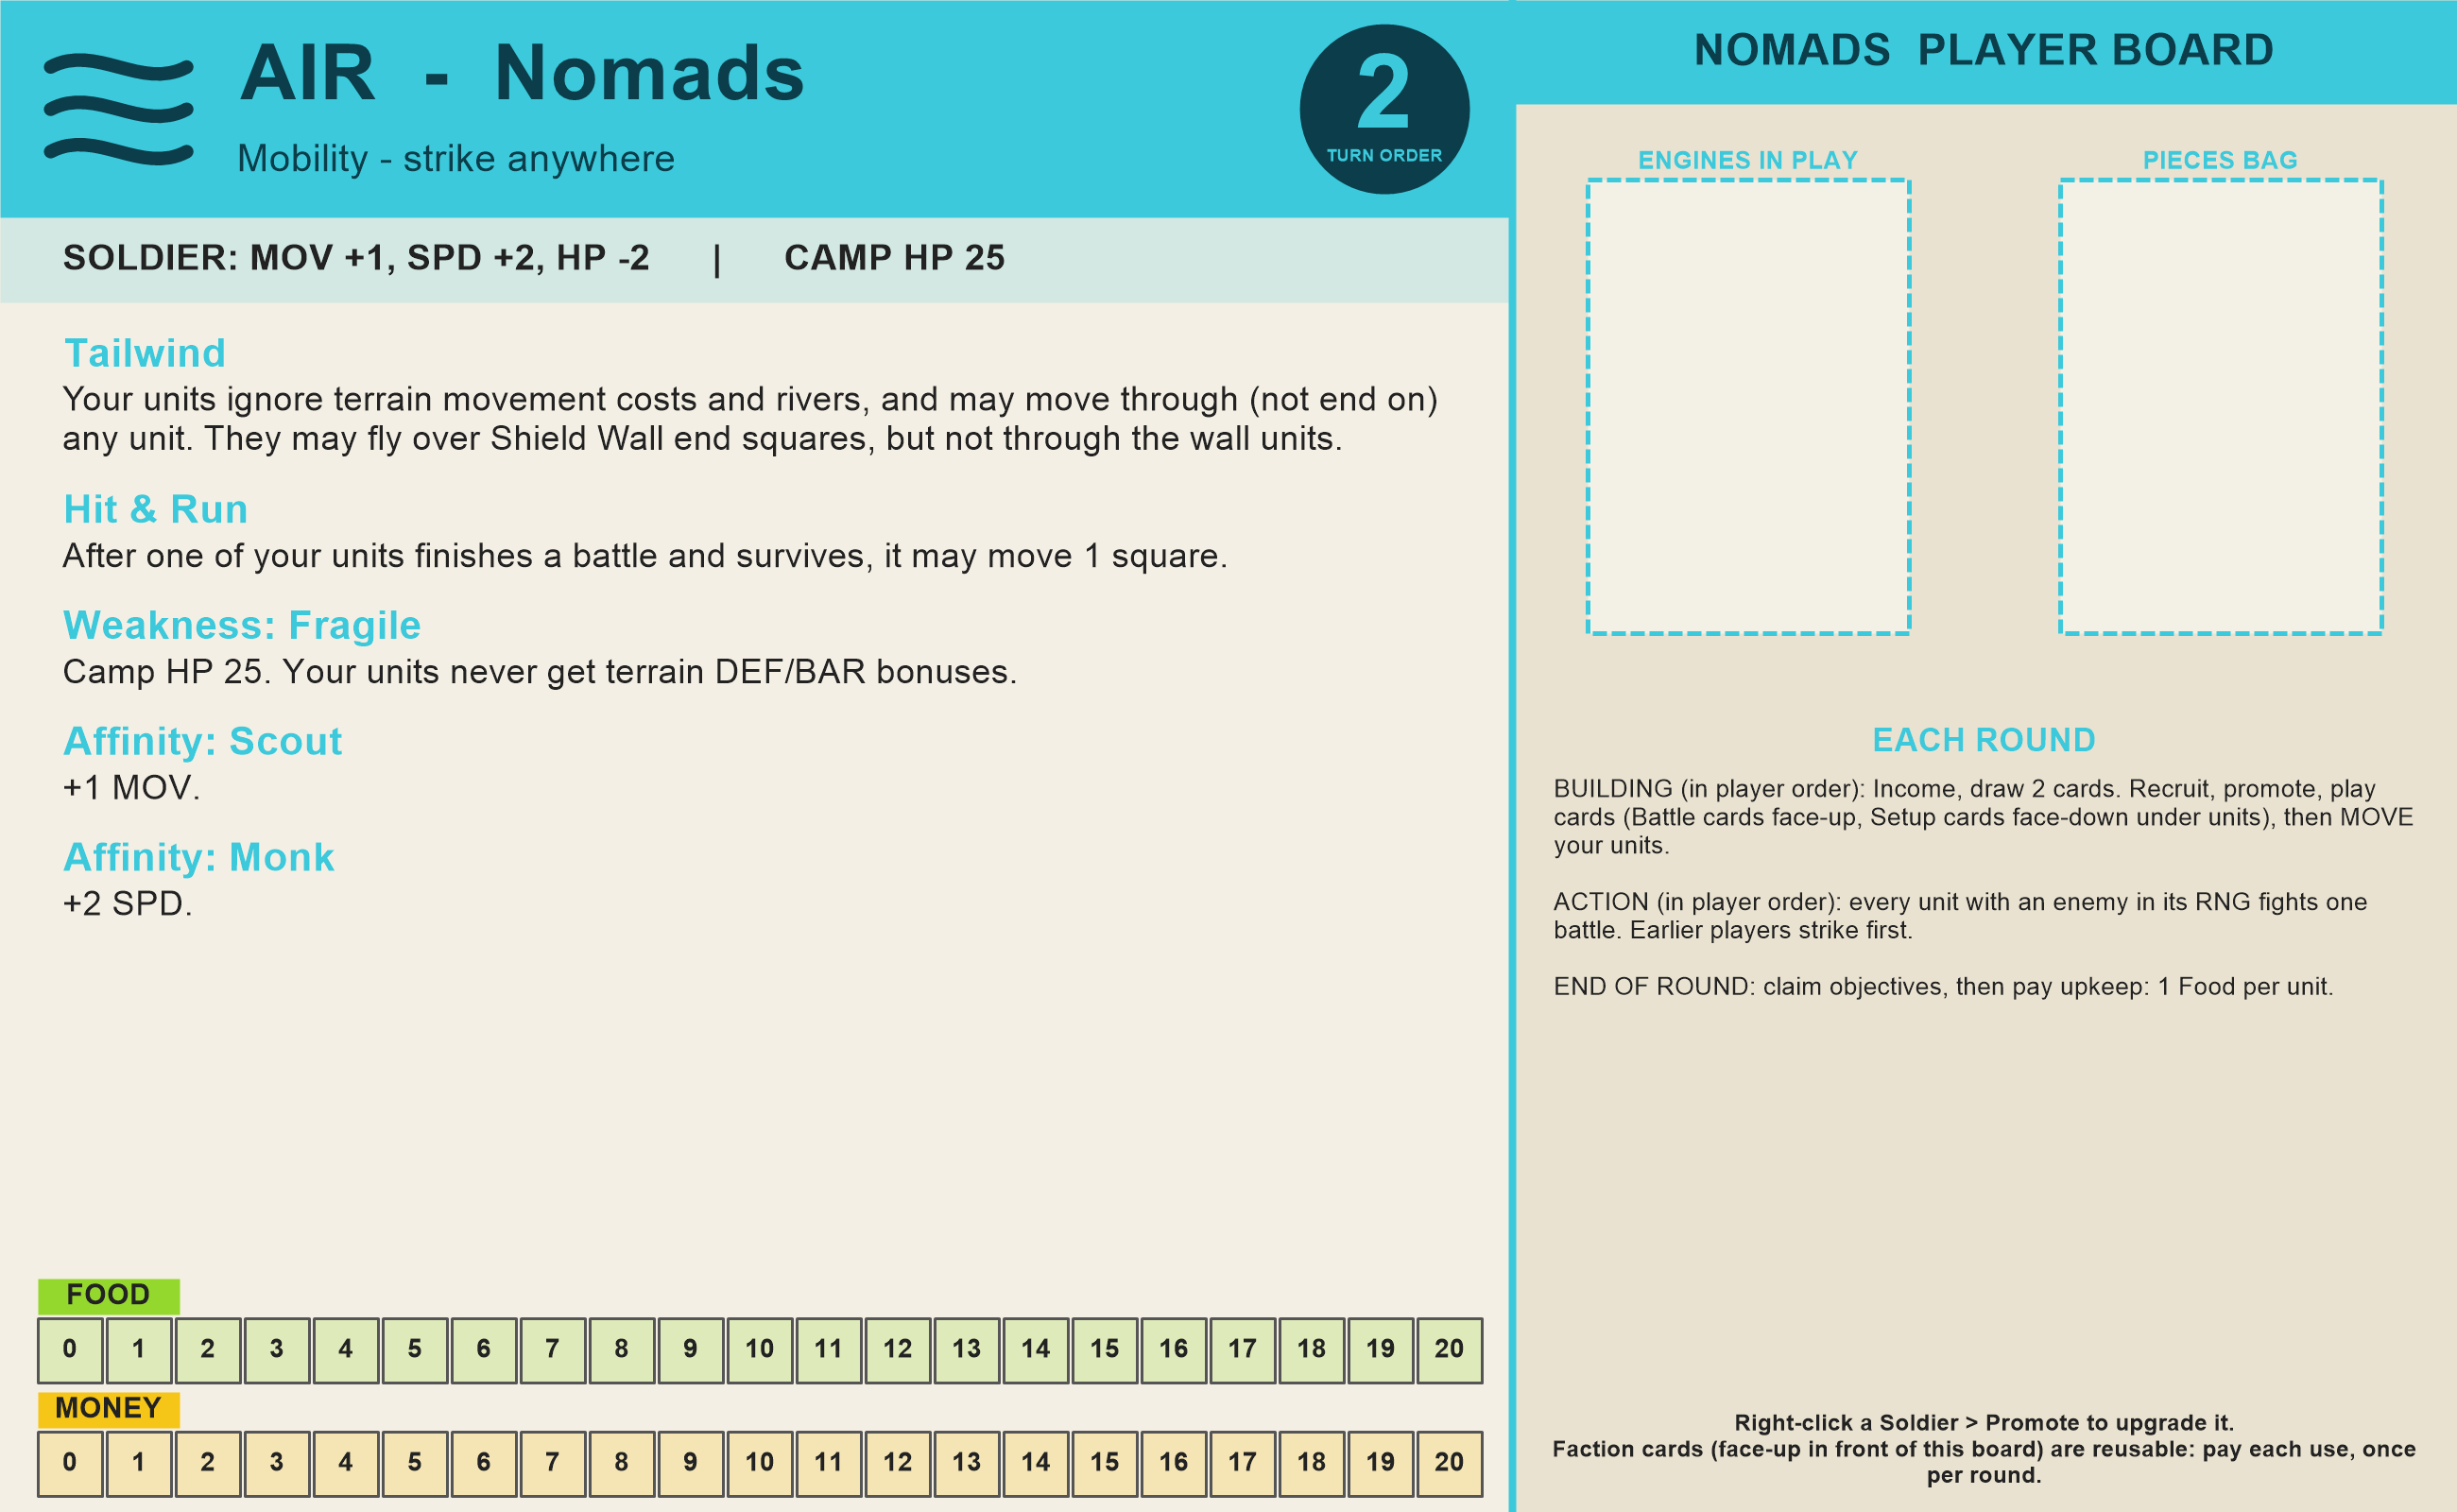 AIR - Nomads
Mobility - strike anywhere
2
TURN ORDER
SOLDIER: MOV +1, SPD +2, HP -2 | CAMP HP 25
Tailwind
Your units ignore terrain movement costs and rivers, and may move through (not end on)
any unit. They may fly over Shield Wall end squares, but not through the wall units.
Hit & Run
After one of your units finishes a battle and survives, it may move 1 square.
Weakness: Fragile
Camp HP 25. Your units never get terrain DEF/BAR bonuses.
Affinity: Scout
+1 MOV.
Affinity: Monk
+2 SPD.
FOOD
0 1 2 3 4 5 6 7 8 9 10 11 12 13 14 15 16 17 18 19 20
MONEY
0 1 2 3 4 5 6 7 8 9 10 11 12 13 14 15 16 17 18 19 20
NOMADS PLAYER BOARD
ENGINES IN PLAY
PIECES BAG
EACH ROUND
BUILDING (in player order): Income, draw 2 cards. Recruit, promote, play
cards (Battle cards face-up, Setup cards face-down under units), then MOVE
your units.
ACTION (in player order): every unit with an enemy in its RNG fights one
battle. Earlier players strike first.
END OF ROUND: claim objectives, then pay upkeep: 1 Food per unit.
Right-click a Soldier > Promote to upgrade it.
Faction cards (face-up in front of this board) are reusable: pay each use, once
per round.